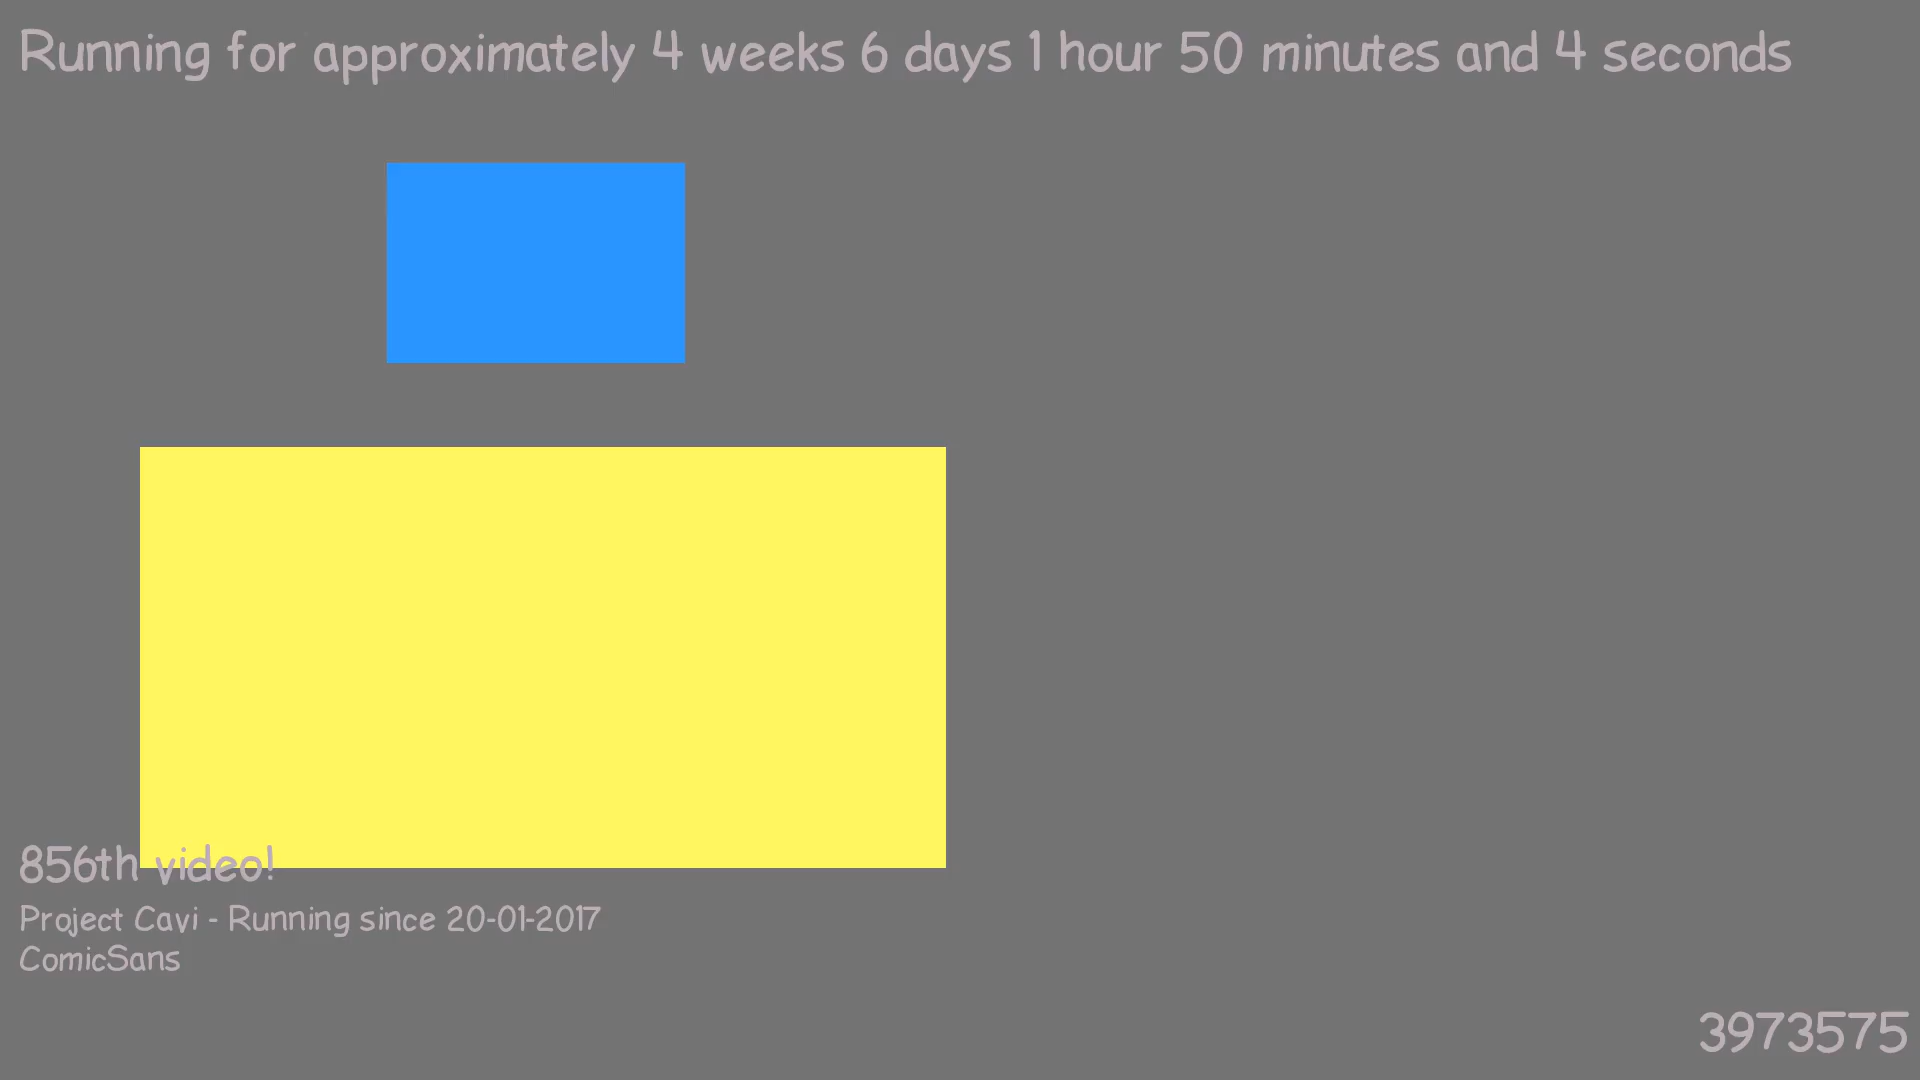 Running for approximately 4 weeks 6 days 1 hour 50 minutes and 4 seconds
856th video!
Project Cavi - Running since 20-01-2017
ComicSans
3973575